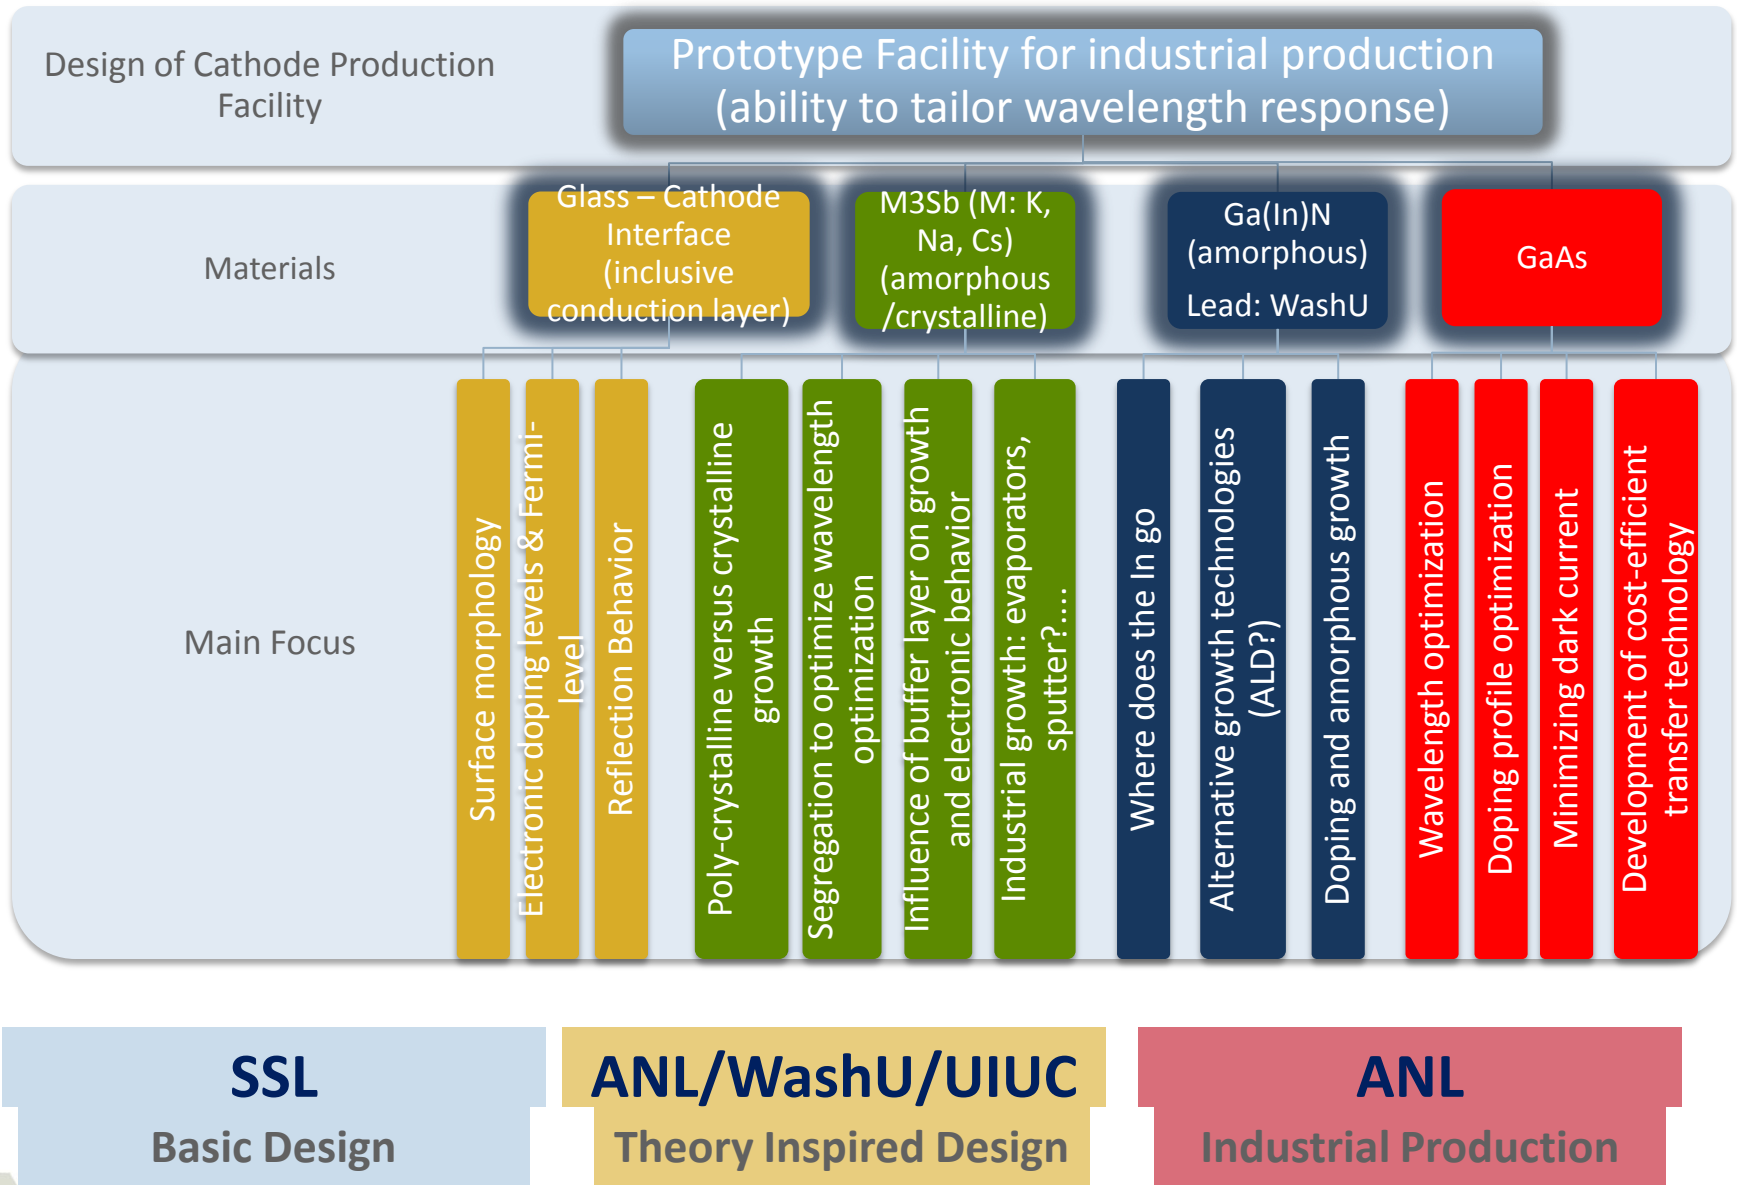 Design of Cathode Production
Facility
Prototype Facility for industrial production
(ability to tailor wavelength response)
Materials
Glass – Cathode
Interface
(inclusive
conduction layer)
M3Sb (M: K,
Na, Cs)
(amorphous
/crystalline)
Ga(In)N
(amorphous)
Lead: WashU
GaAs
Main Focus
Surface morphology
Electronic doping levels & Fermi-
level
Reflection Behavior
Poly-crystalline versus crystalline
growth
Segregation to optimize wavelength
optimization
Influence of buffer layer on growth
and electronic behavior
Industrial growth: evaporators,
sputter?....
Where does the In go
Alternative growth technologies
(ALD?)
Doping and amorphous growth
Wavelength optimization
Doping profile optimization
Minimizing dark current
Development of cost-efficient
transfer technology
SSL
Basic Design
ANL/WashU/UIUC
Theory Inspired Design
ANL
Industrial Production